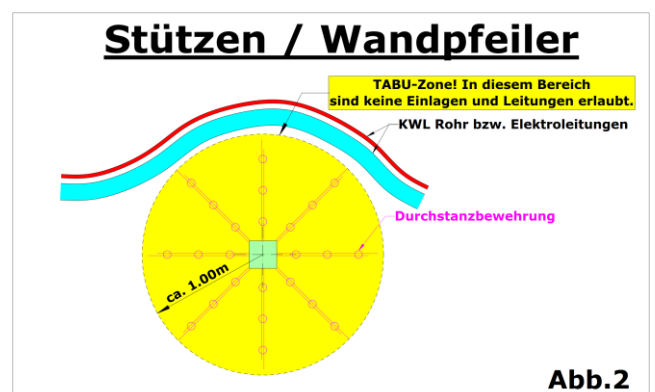 Stützen / Wandpfeiler
TABU-Zone! In diesem Bereich
sind keine Einlagen und Leitungen erlaubt.
KWL Rohr bzw. Elektroleitungen
Durchstanzbewehrung
ca. 1.00m
Abb.2